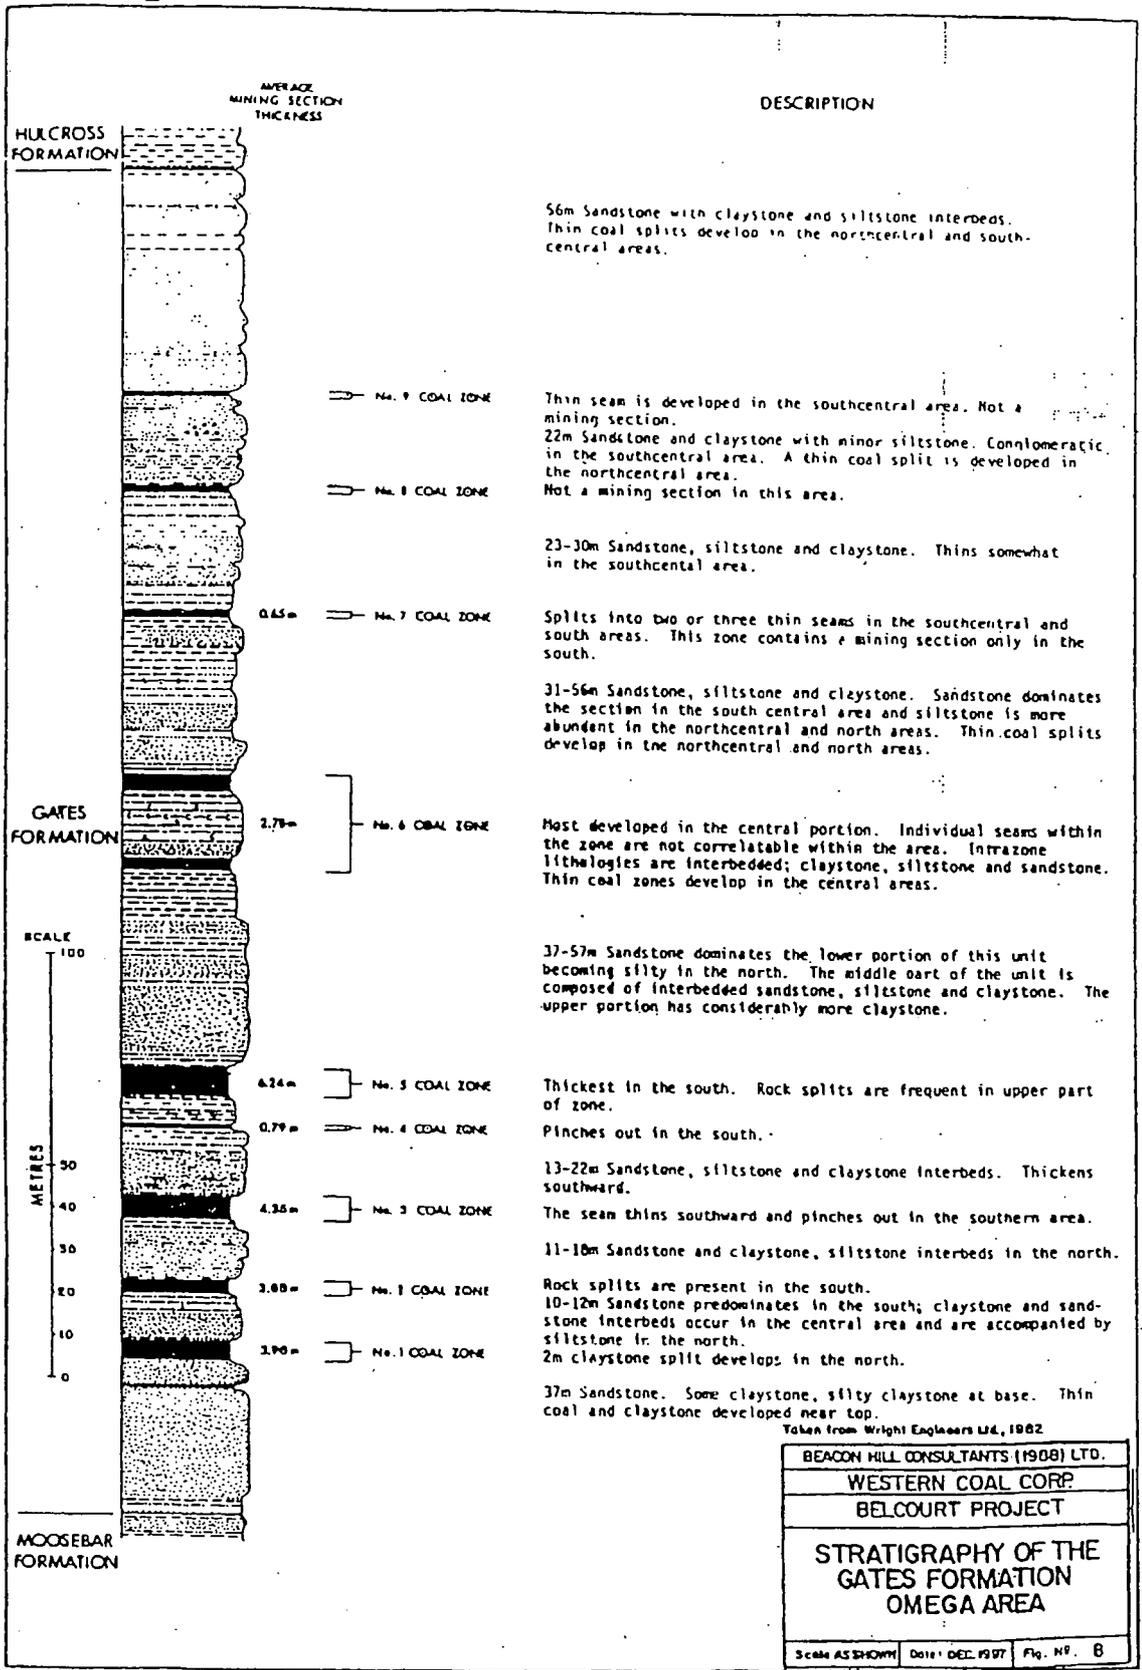 AVERAGE
MINING SECTION
THICKNESS
DESCRIPTION
HULCROSS
FORMATION
56m Sandstone with claystone and siltstone interbeds.
Thin coal splits develop in the northcentral and south-
central areas.
No. 9 COAL ZONE
Thin seam is developed in the southcentral area. Not a
mining section.
22m Sandstone and claystone with minor siltstone. Conglomeratic
in the southcentral area. A thin coal split is developed in
the northcentral area.
No. 8 COAL ZONE
Not a mining section in this area.
23-30m Sandstone, siltstone and claystone. Thins somewhat
in the southcental area.
0.65m
No. 7 COAL ZONE
Splits into two or three thin seams in the southcentral and
south areas. This zone contains a mining section only in the
south.
31-56m Sandstone, siltstone and claystone. Sandstone dominates
the section in the south central area and siltstone is more
abundant in the northcentral and north areas. Thin coal splits
develop in the northcentral and north areas.
GATES
FORMATION
No. 6 COAL ZONE
Most developed in the central portion. Individual seams within
the zone are not correlatable within the area. Intrazone
lithologies are interbedded; claystone, siltstone and sandstone.
Thin coal zones develop in the central areas.
SCALE
100
37-57m Sandstone dominates the lower portion of this unit
becoming silty in the north. The middle part of the unit is
composed of interbedded sandstone, siltstone and claystone. The
upper portion has considerably more claystone.
6.24m
No. 5 COAL ZONE
Thickest in the south. Rock splits are frequent in upper part
of zone.
0.79m
No. 4 COAL ZONE
Pinches out in the south.
METRES
50
13-22m Sandstone, siltstone and claystone interbeds. Thickens
southward.
40
No. 3 COAL ZONE
The seam thins southward and pinches out in the southern area.
30
11-18m Sandstone and claystone, siltstone interbeds in the north.
20
COAL ZONE
Rock splits are present in the south.
10-12m Sandstone predominates in the south; claystone and sand-
stone interbeds occur in the central area and are accompanied by
siltstone in the north.
10
No. 1 COAL ZONE
2m claystone split develops in the north.
0
37m Sandstone. Some claystone, silty claystone at base. Thin
coal and claystone developed near top.
Taken from Wright Engineers Ltd., 1982
MOOSEBAR
FORMATION
BEACON HILL CONSULTANTS (1988) LTD.
WESTERN COAL CORP.
BELCOURT PROJECT
STRATIGRAPHY OF THE
GATES FORMATION
OMEGA AREA
Scale AS SHOWN
Date: DEC. 1997
Fig. Nº. 8